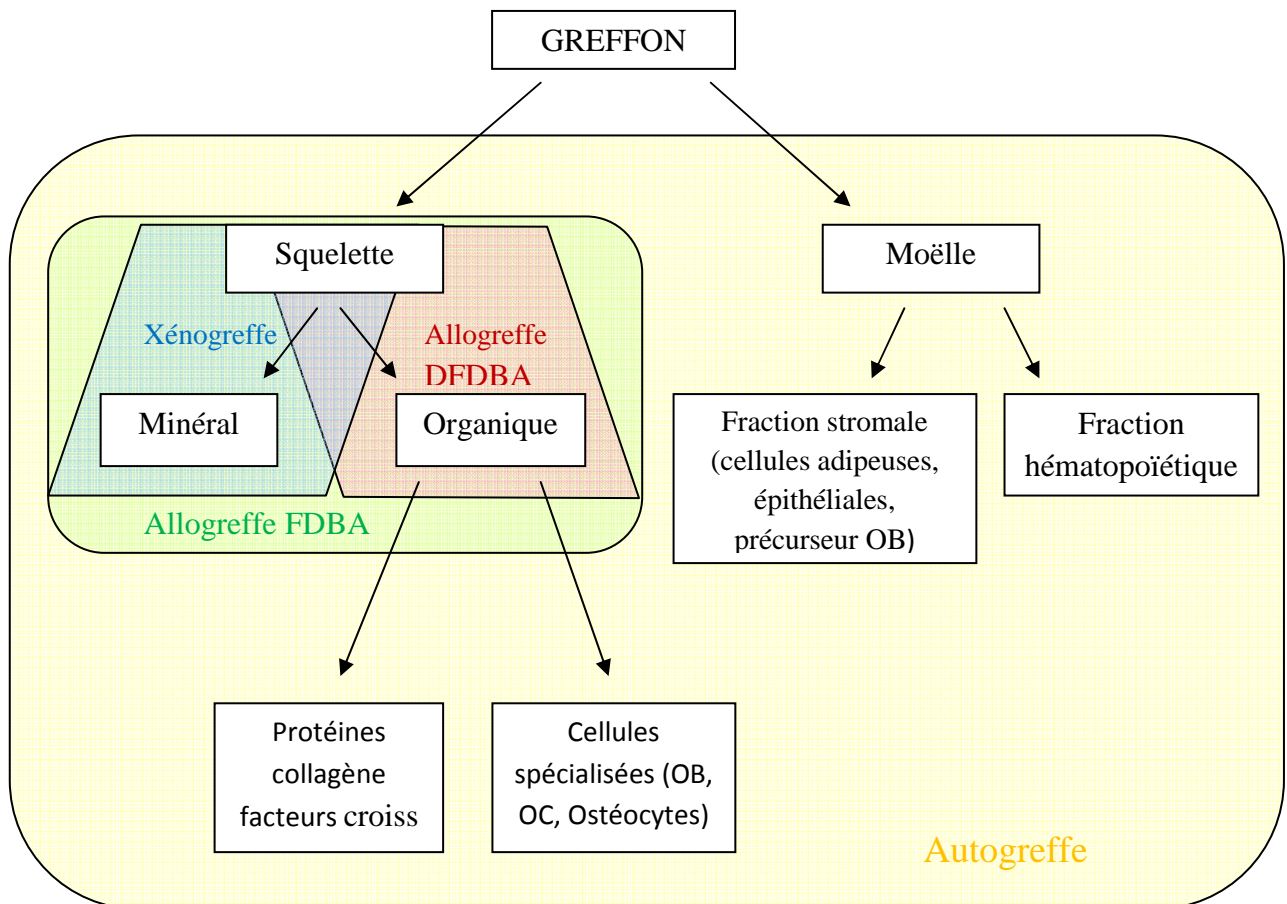 GREFFON
Squelette
Moëlle
Xénogreffe
Allogreffe
DFDBA
Minéral
Organique
Fraction stromale
(cellules adipeuses,
épithéliales,
précurseur OB)
Fraction
hématopoïétique
Allogreffe FDBA
Protéines
collagène
facteurs croiss
Cellules
spécialisées (OB,
OC, Ostéocytes)
Autogreffe